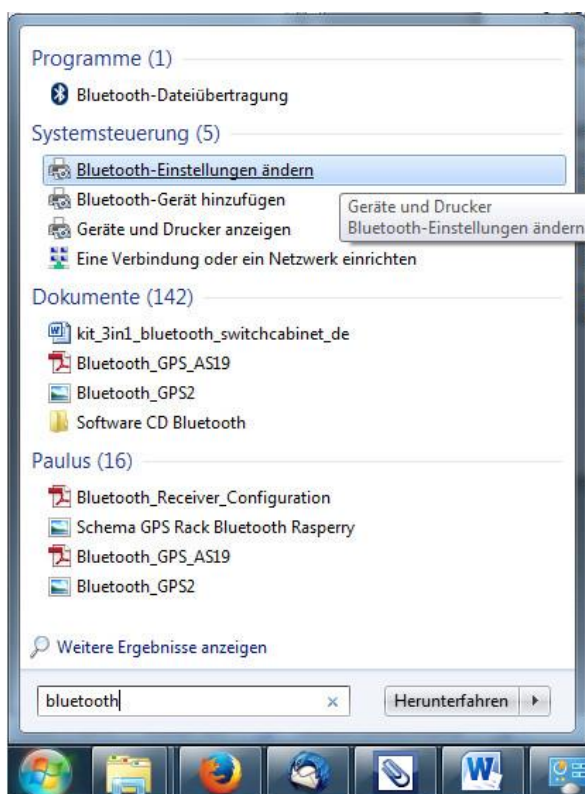 Programme (1)
Bluetooth-Dateiübertragung
Systemsteuerung (5)
Bluetooth-Einstellungen ändern
Bluetooth-Gerät hinzufügen
Geräte und Drucker anzeigen
Eine Verbindung oder ein Netzwerk einrichten
Geräte und Drucker
Bluetooth-Einstellungen ändern
Dokumente (142)
kit_3in1_bluetooth_switchcabinet_de
Bluetooth_GPS_AS19
Bluetooth_GPS2
Software CD Bluetooth
Paulus (16)
Bluetooth_Receiver_Configuration
Schema GPS Rack Bluetooth Rasperry
Bluetooth_GPS_AS19
Bluetooth_GPS2
Weitere Ergebnisse anzeigen
bluetooth
Herunterfahren